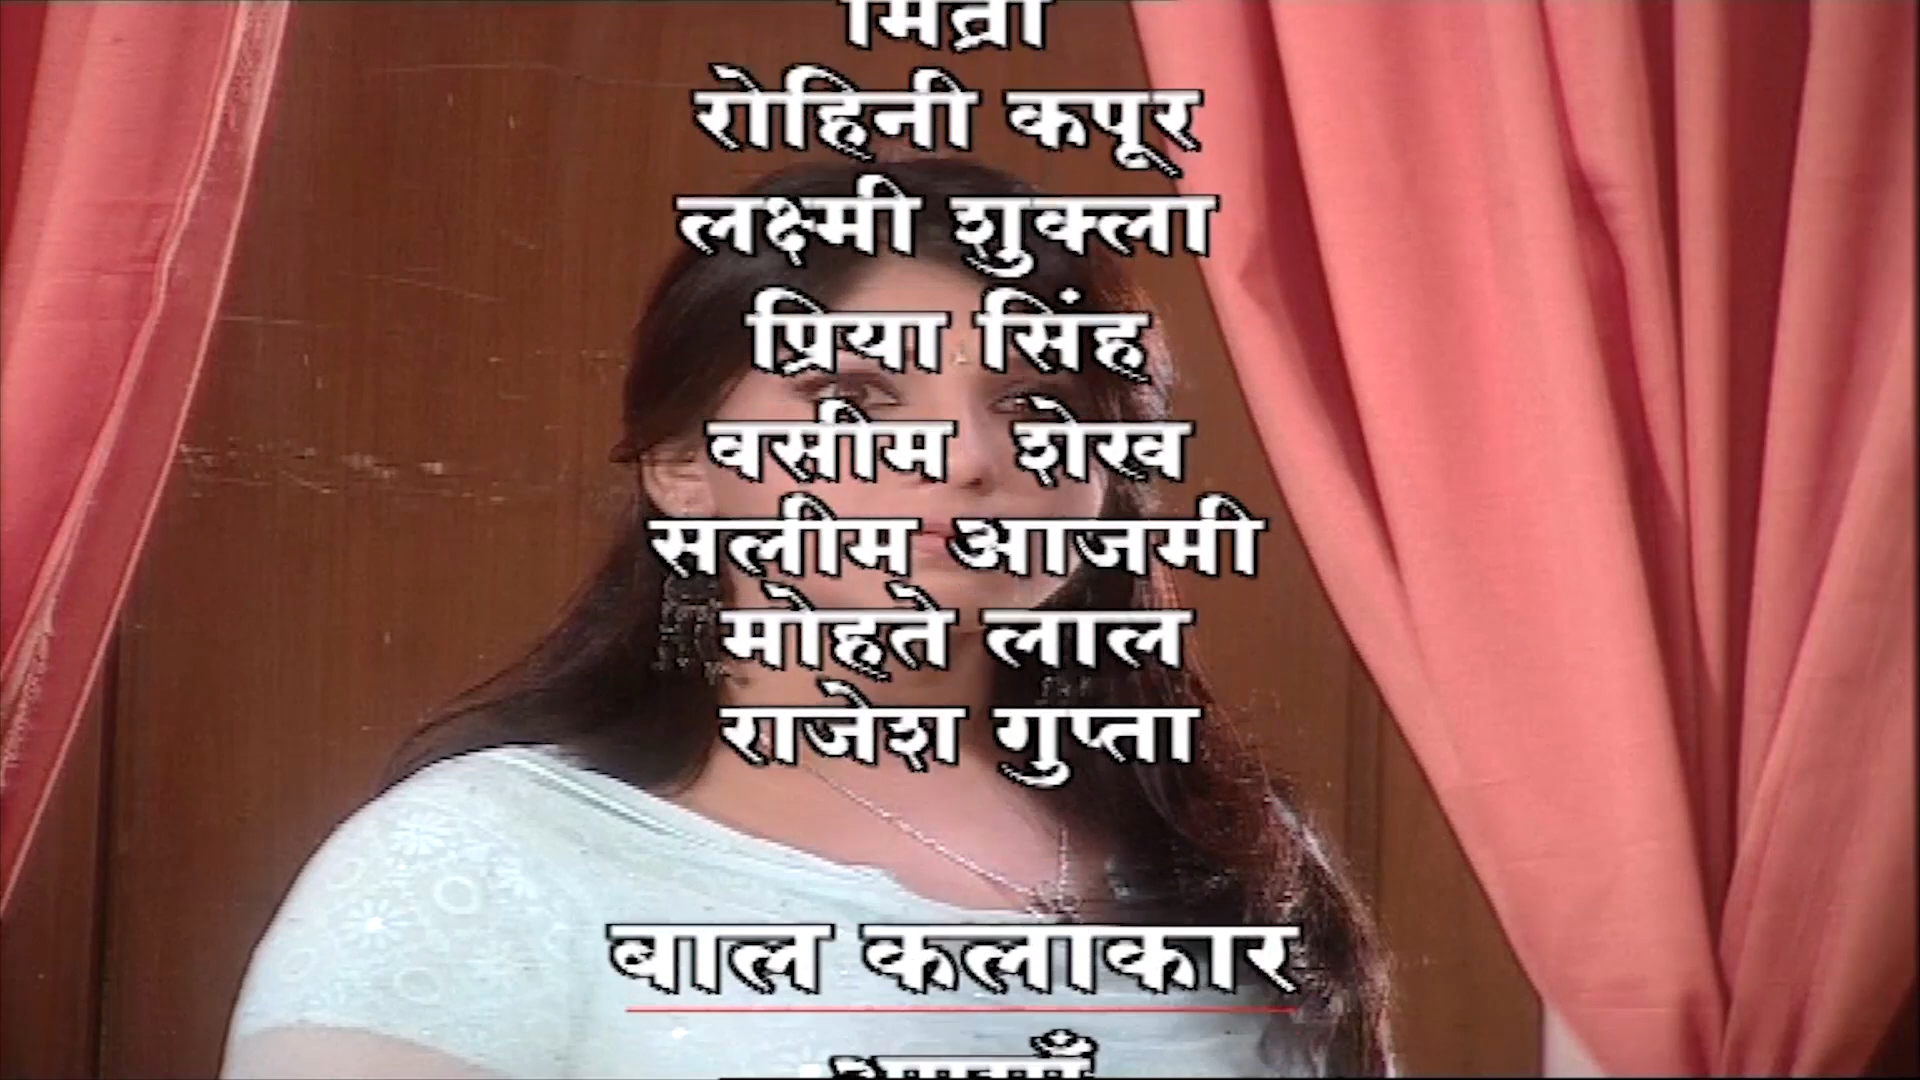 रोहिनी कपूर
लक्ष्मी शुक्ला
प्रिया सिंह
वसीम शेख
सलीम आजमी
मोहते लाल
राजेश गुप्ता
बाल कलाकार